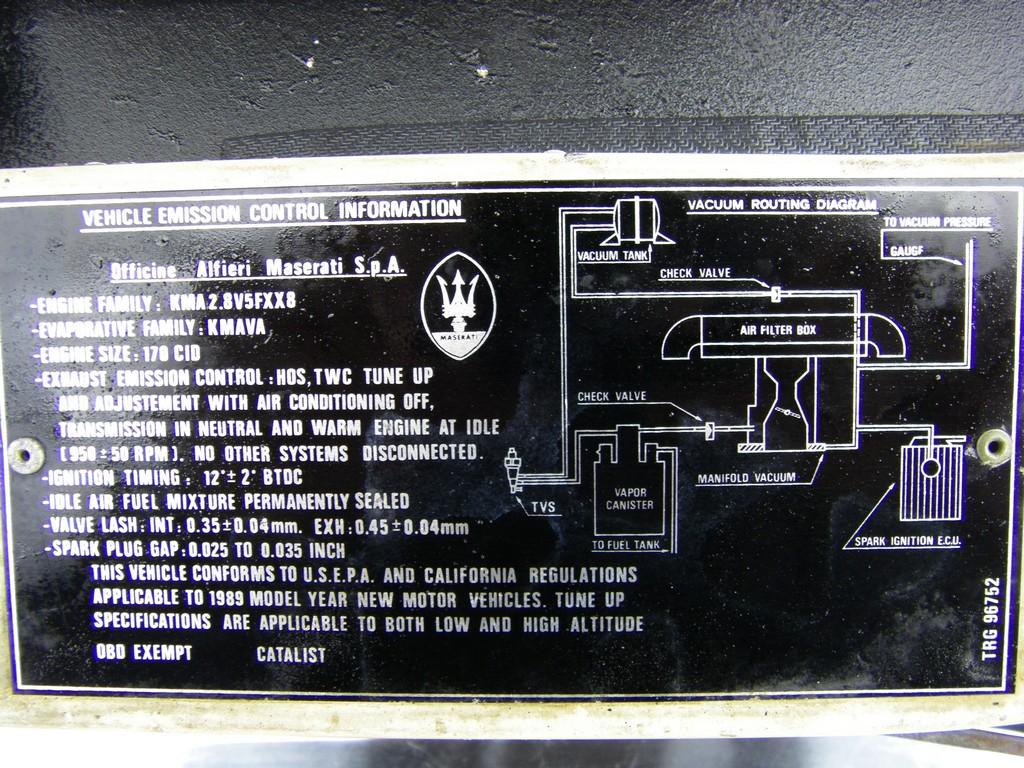 VEHICLE EMISSION CONTROL INFORMATION
Officine Alfieri Maserati S.p.A.
-ENGINE FAMILY: KMA2.8V5FXX8
-EVAPORATIVE FAMILY: KMAVA
-ENGINE SIZE: 170 CID
-EXHAUST EMISSION CONTROL: HOS, TWC TUNE UP
AND ADJUSTEMENT WITH AIR CONDITIONING OFF,
TRANSMISSION IN NEUTRAL AND WARM ENGINE AT IDLE
(950±50 RPM). NO OTHER SYSTEMS DISCONNECTED.
-IGNITION TIMING: 12°±2° BTDC
-IDLE AIR FUEL MIXTURE PERMANENTLY SEALED
-VALVE LASH: INT: 0.35±0.04mm. EXH: 0.45±0.04mm
-SPARK PLUG GAP: 0.025 TO 0.035 INCH
THIS VEHICLE CONFORMS TO U.S.E.P.A. AND CALIFORNIA REGULATIONS
APPLICABLE TO 1989 MODEL YEAR NEW MOTOR VEHICLES. TUNE UP
SPECIFICATIONS ARE APPLICABLE TO BOTH LOW AND HIGH ALTITUDE
OBD EXEMPT CATALIST
MASERATI
VACUUM ROUTING DIAGRAM
TO VACUUM PRESSURE
GAUGE
VACUUM TANK
CHECK VALVE
AIR FILTER BOX
CHECK VALVE
MANIFOLD VACUUM
TVS
VAPOR
CANISTER
TO FUEL TANK
SPARK IGNITION E.C.U.
TRG 96752